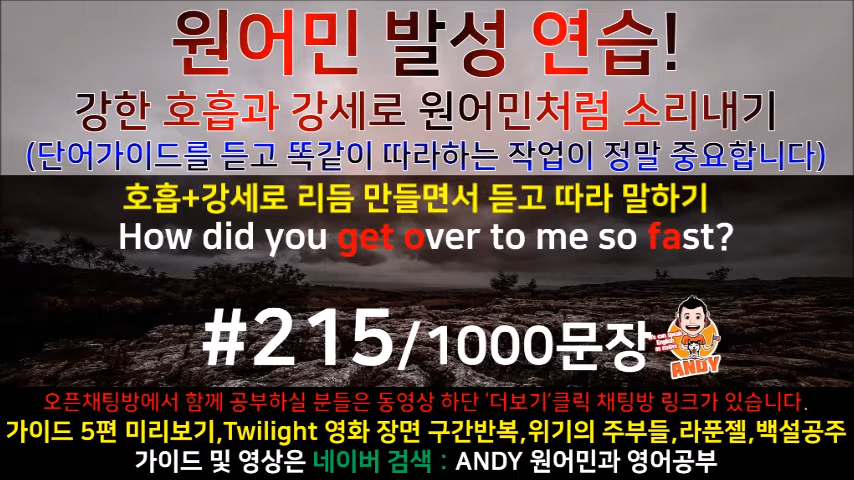 원어민 발성 연습!
강한 호흡과 강세로 원어민처럼 소리내기
(단어가이드를 듣고 똑같이 따라하는 작업이 정말 중요합니다)
호흡+강세로 리듬 만들면서 듣고 따라 말하기
How did you get over to me so fast?
#215/1000문장
We can speak English
ANDY
오픈채팅방에서 함께 공부하실 분들은 동영상 하단 '더보기'클릭 채팅방 링크가 있습니다.
가이드 5편 미리보기,Twilight 영화 장면 구간반복,위기의 주부들,라푼젤,백설공주
가이드 및 영상은 네이버 검색 : ANDY 원어민과 영어공부